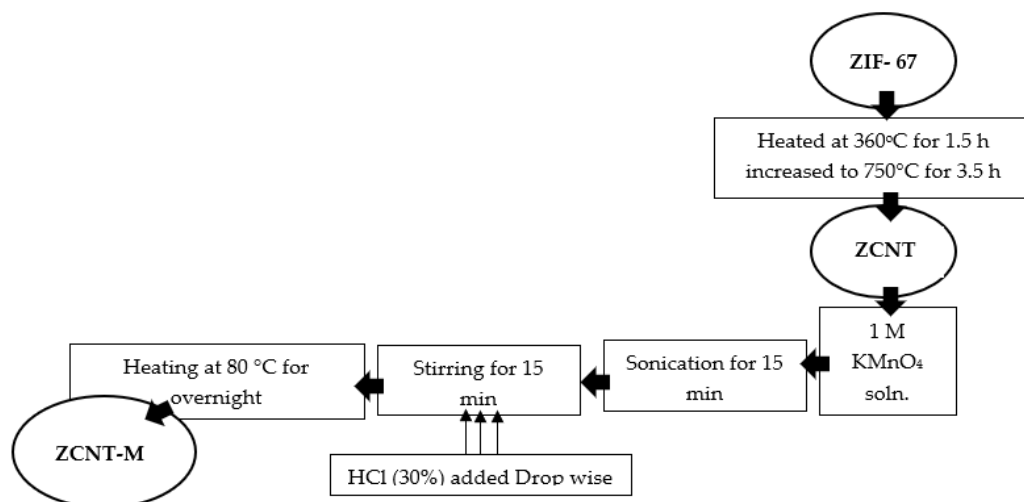 ZIF- 67
Heated at 360°C for 1.5 h
increased to 750°C for 3.5 h
ZCNT
1 M
KMnO₄
soln.
Sonication for 15
min
Stirring for 15
min
HCl (30%) added Drop wise
Heating at 80 °C for
overnight
ZCNT-M